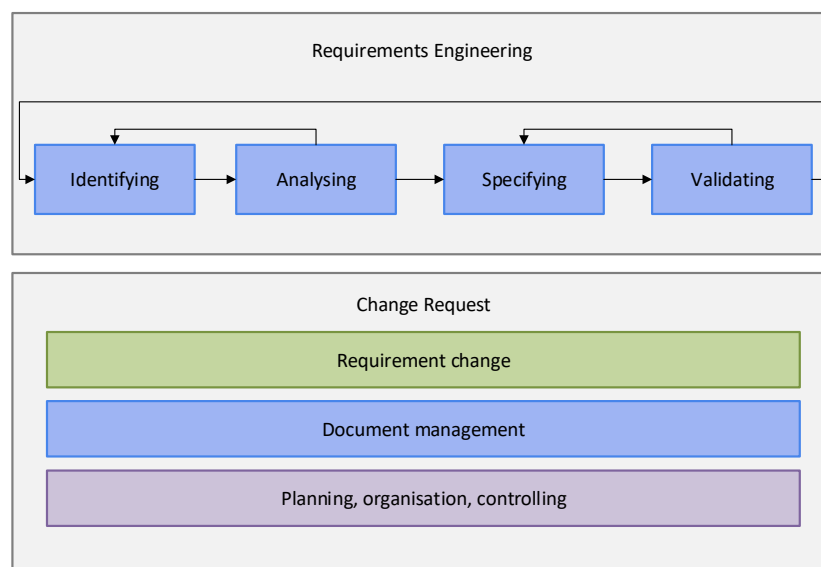 Requirements Engineering
Identifying
Analysing
Specifying
Validating
Change Request
Requirement change
Document management
Planning, organisation, controlling